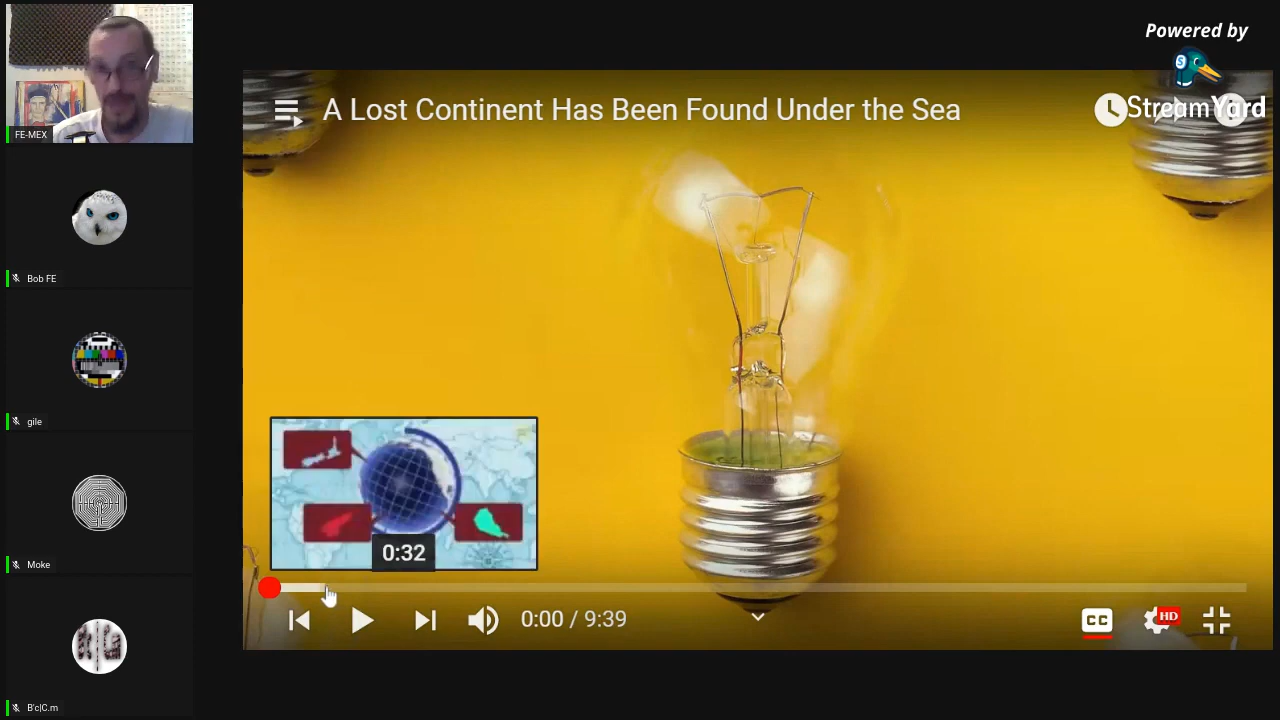 Powered by
StreamYard
A Lost Continent Has Been Found Under the Sea
FE-MEX
Bob FE
gile
Moke
B'c|C.m
0:32
0:00 / 9:39
CC
HD